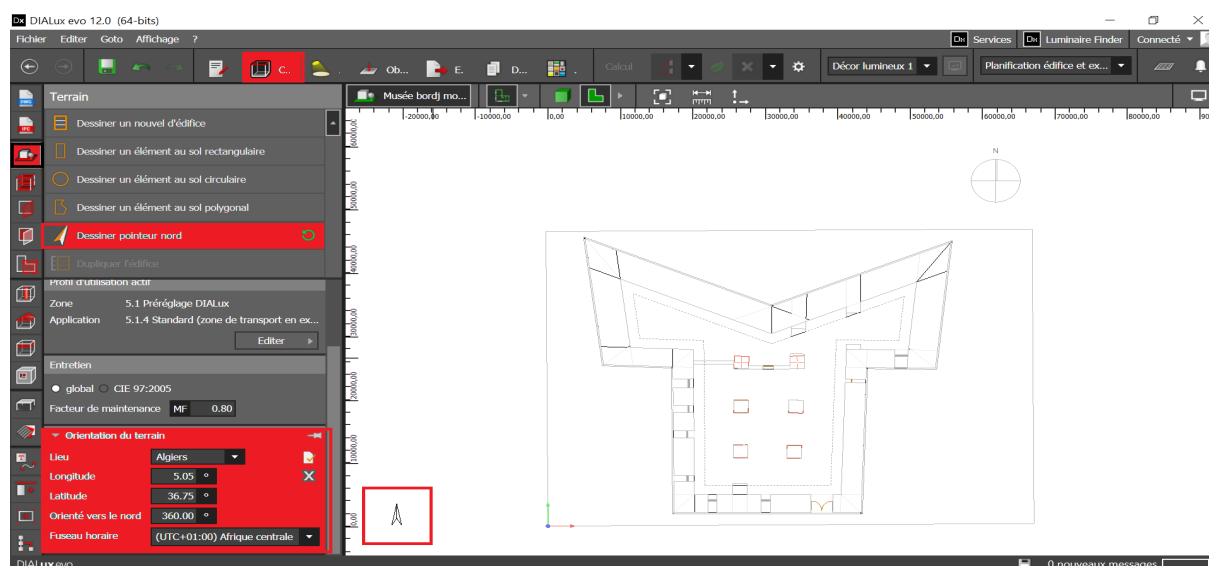 DIALux evo 12.0 (64-bits)
Fichier Editer Goto Affichage ?
Services Luminaire Finder Connecté
C.. Ob... E. D... Calcul Décor lumineux 1 Planification édifice et ex...
Terrain
Musée bordj mo...
Dessiner un nouvel d'édifice
Dessiner un élément au sol rectangulaire
Dessiner un élément au sol circulaire
Dessiner un élément au sol polygonal
Dessiner pointeur nord
Dupliquer l'édifice
Profil d'utilisation actif
Zone 5.1 Préréglage DIALux
Application 5.1.4 Standard (zone de transport en ex...
Editer
Entretien
global CIE 97:2005
Facteur de maintenance MF 0.80
Orientation du terrain
Lieu Algiers
Longitude 5.05 °
Latitude 36.75 °
Orienté vers le nord 360.00 °
Fuseau horaire (UTC+01:00) Afrique centrale
-20000,00 -10000,00 0,00 10000,00 20000,00 30000,00 40000,00 50000,00 60000,00 70000,00 80000,00
60000,00
50000,00
40000,00
30000,00
20000,00
10000,00
0,00
N
DIALux evo
0 nouveaux messages